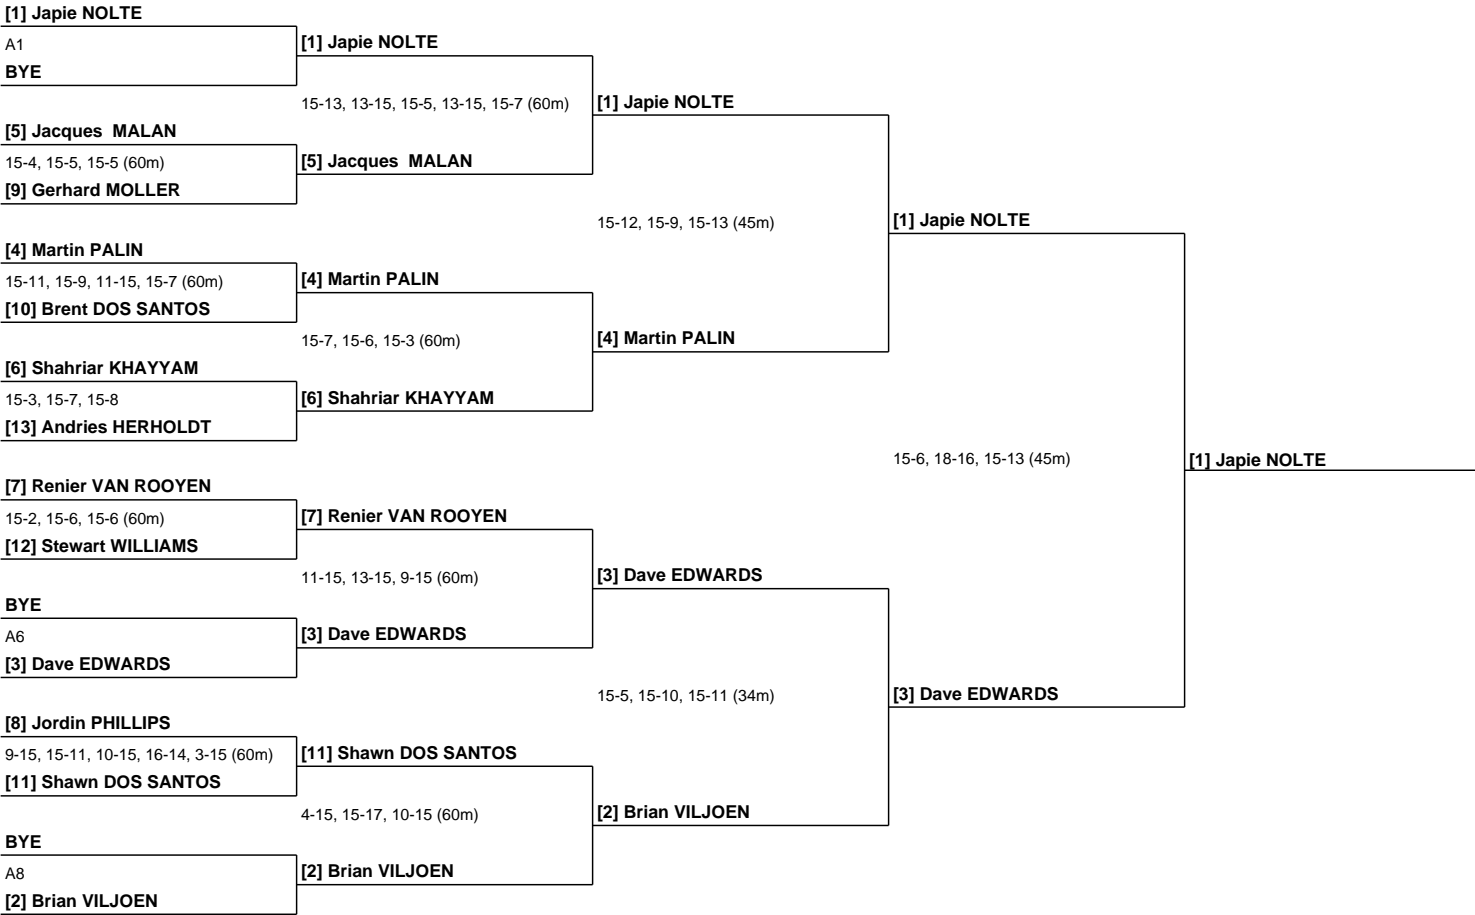 [1] Japie NOLTE
A1
BYE
[5] Jacques  MALAN
15-4, 15-5, 15-5 (60m)
[9] Gerhard MOLLER
[4] Martin PALIN
15-11, 15-9, 11-15, 15-7 (60m)
[10] Brent DOS SANTOS
[6] Shahriar KHAYYAM
15-3, 15-7, 15-8
[13] Andries HERHOLDT
[7] Renier VAN ROOYEN
15-2, 15-6, 15-6 (60m)
[12] Stewart WILLIAMS
BYE
A6
[3] Dave EDWARDS
[8] Jordin PHILLIPS
9-15, 15-11, 10-15, 16-14, 3-15 (60m)
[11] Shawn DOS SANTOS
BYE
A8
[2] Brian VILJOEN
[1] Japie NOLTE
15-13, 13-15, 15-5, 13-15, 15-7 (60m)
[5] Jacques  MALAN
[4] Martin PALIN
15-7, 15-6, 15-3 (60m)
[6] Shahriar KHAYYAM
[7] Renier VAN ROOYEN
11-15, 13-15, 9-15 (60m)
[3] Dave EDWARDS
[11] Shawn DOS SANTOS
4-15, 15-17, 10-15 (60m)
[2] Brian VILJOEN
[1] Japie NOLTE
15-12, 15-9, 15-13 (45m)
[4] Martin PALIN
[3] Dave EDWARDS
15-5, 15-10, 15-11 (34m)
[2] Brian VILJOEN
[1] Japie NOLTE
15-6, 18-16, 15-13 (45m)
[3] Dave EDWARDS
[1] Japie NOLTE